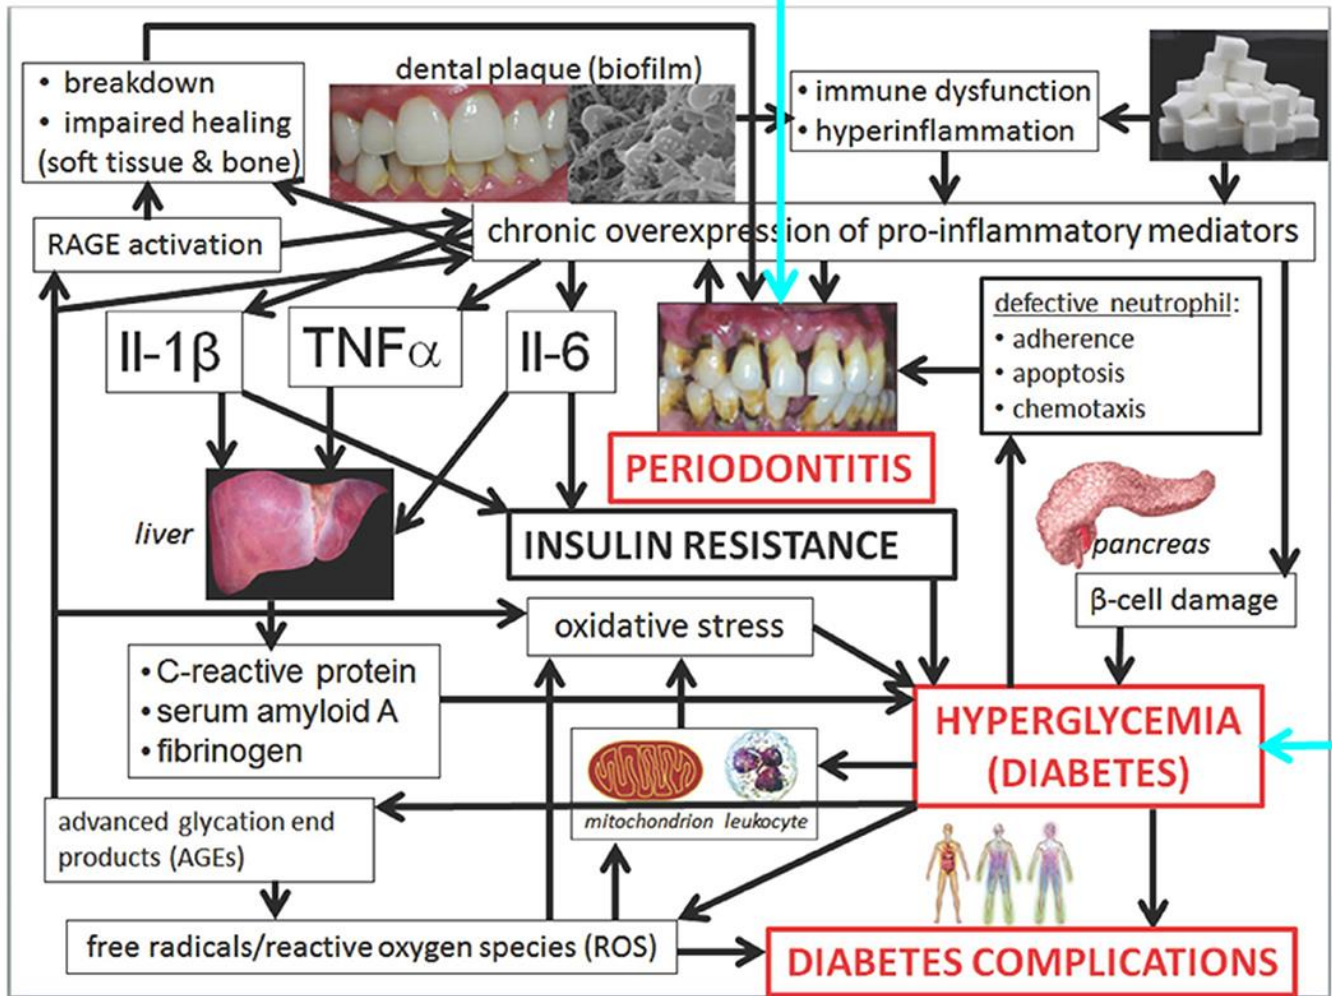 • breakdown
• impaired healing
(soft tissue & bone)
dental plaque (biofilm)
• immune dysfunction
• hyperinflammation
RAGE activation
chronic overexpression of pro-inflammatory mediators
Il-1β
TNFα
Il-6
defective neutrophil:
• adherence
• apoptosis
• chemotaxis
PERIODONTITIS
liver
INSULIN RESISTANCE
pancreas
β-cell damage
oxidative stress
• C-reactive protein
• serum amyloid A
• fibrinogen
HYPERGLYCEMIA
(DIABETES)
mitochondrion leukocyte
advanced glycation end
products (AGEs)
free radicals/reactive oxygen species (ROS)
DIABETES COMPLICATIONS